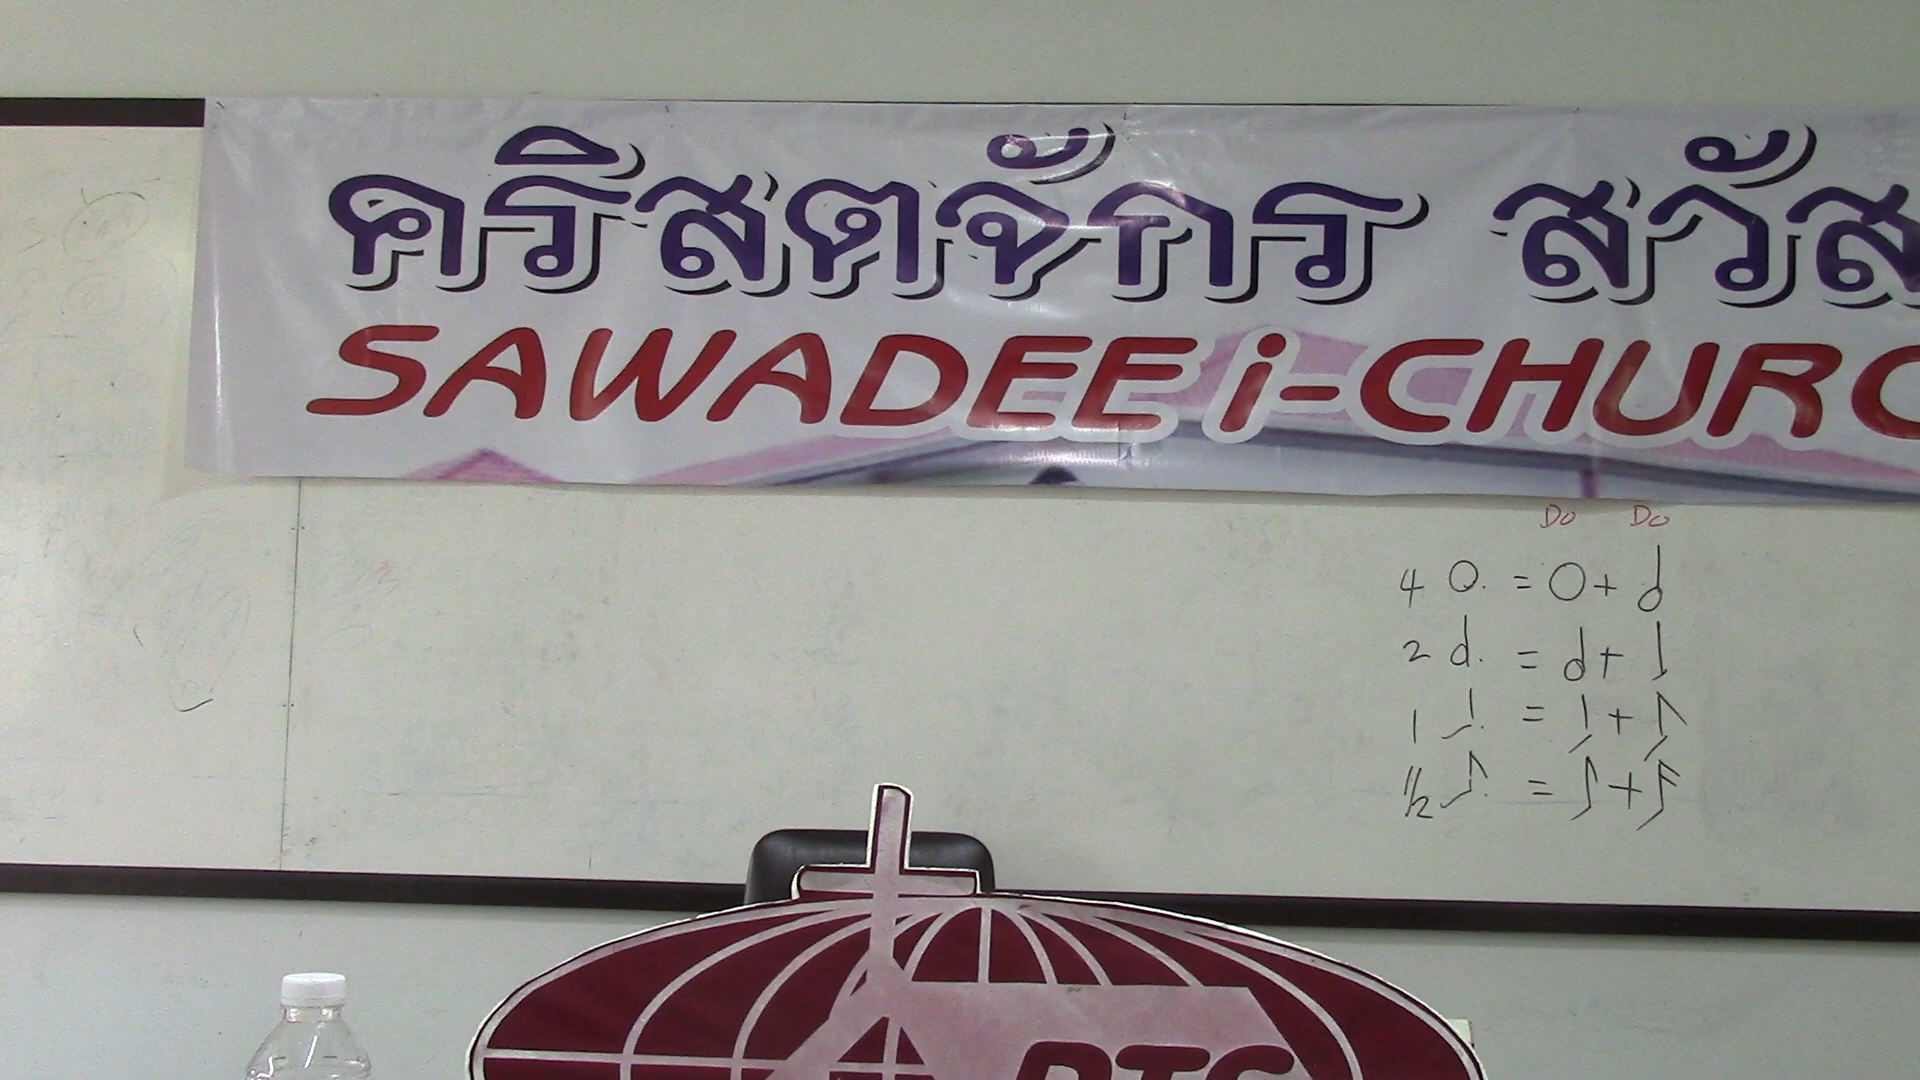 คริสตจักร สวัส
SAWADEE i-CHURC
Do Do
4 O. = O + d
2 d. = d + ♩
1 ♩. = ♩ + ♪
1/2 ♪. = ♪ + 𝅘𝅥𝅯